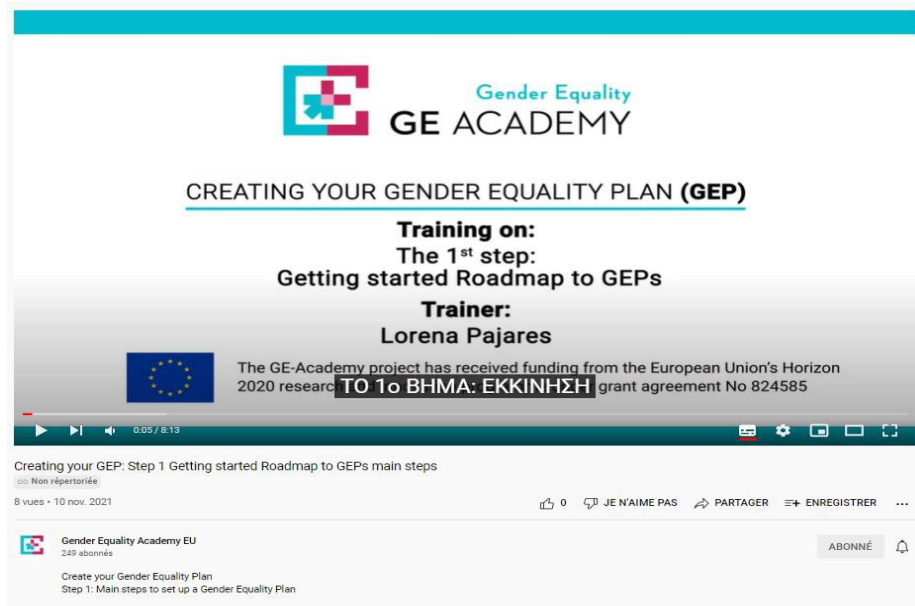 Gender Equality
GE ACADEMY
CREATING YOUR GENDER EQUALITY PLAN (GEP)
Training on:
The 1st step:
Getting started Roadmap to GEPs
Trainer:
Lorena Pajares
The GE-Academy project has received funding from the European Union's Horizon
2020 research grant agreement No 824585
ΤΟ 1ο ΒΗΜΑ: ΕΚΚΙΝΗΣΗ
0:05 / 8:13
Creating your GEP: Step 1 Getting started Roadmap to GEPs main steps
Non répertoriée
8 vues • 10 nov. 2021
0 JE N'AIME PAS PARTAGER ENREGISTRER ...
Gender Equality Academy EU
249 abonnés
ABONNÉ
Create your Gender Equality Plan
Step 1: Main steps to set up a Gender Equality Plan